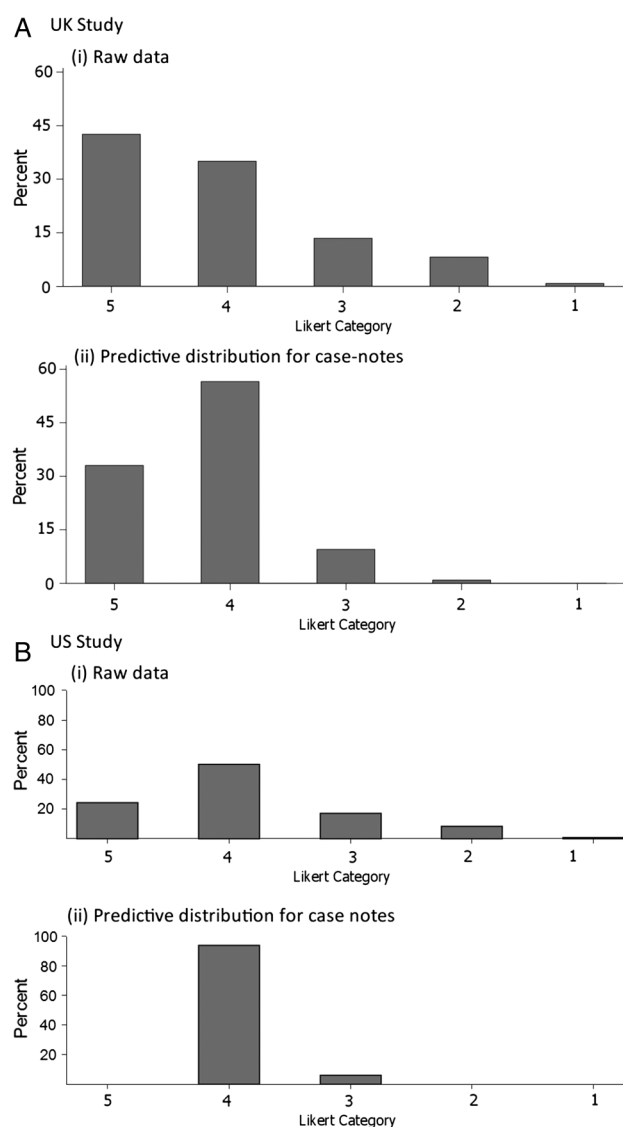 A UK Study
(i) Raw data
60
45
30
15
0
Percent
5 4 3 2 1
Likert Category
(ii) Predictive distribution for case-notes
60
45
30
15
0
Percent
5 4 3 2 1
Likert Category
B US Study
(i) Raw data
100
80
60
40
20
Percent
5 4 3 2 1
Likert Category
(ii) Predictive distribution for case notes
100
80
60
40
20
Percent
5 4 3 2 1
Likert Category